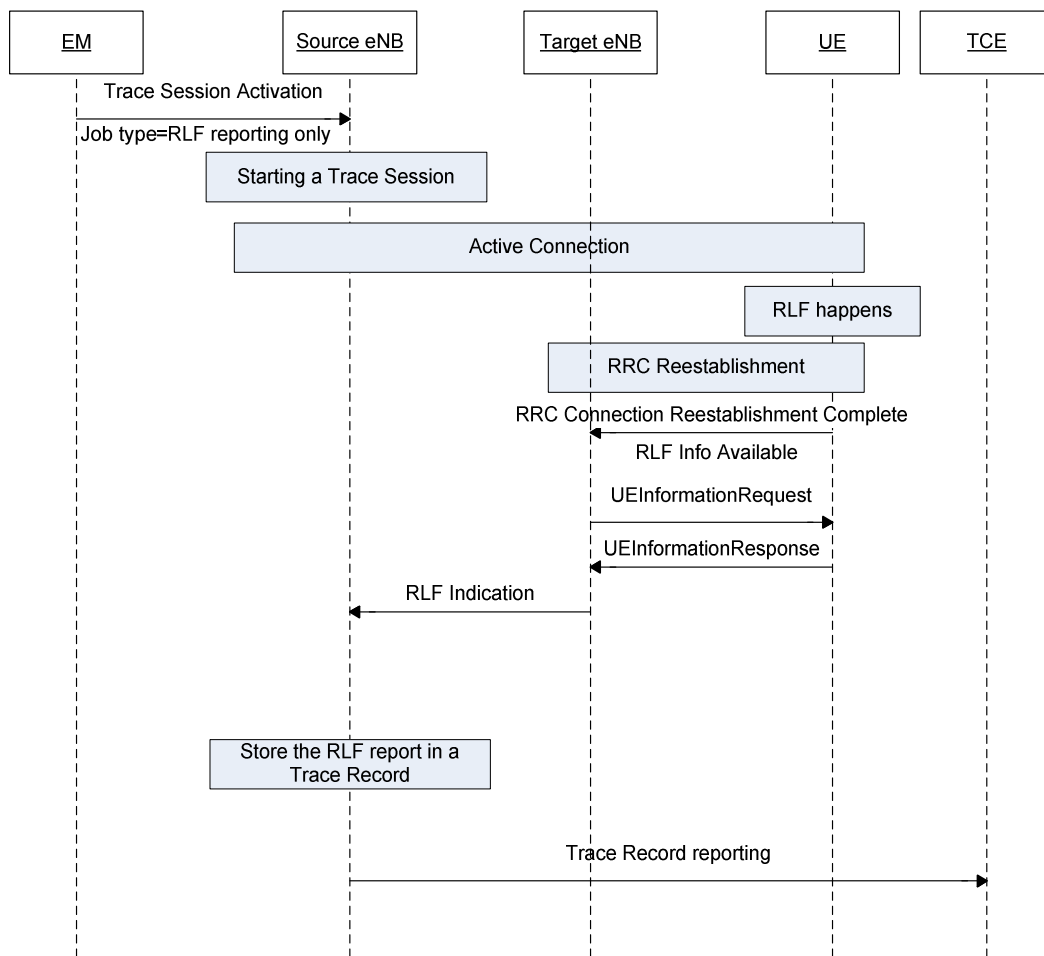 EM
Source eNB
Target eNB
UE
TCE
Trace Session Activation
Job type=RLF reporting only
Starting a Trace Session
Active Connection
RLF happens
RRC Reestablishment
RRC Connection Reestablishment Complete
RLF Info Available
UEInformationRequest
UEInformationResponse
RLF Indication
Store the RLF report in a
Trace Record
Trace Record reporting